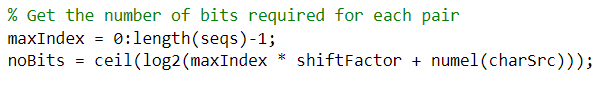 % Get the number of bits required for each pair
maxIndex = 0:length(seqs)-1;
noBits = ceil(log2(maxIndex * shiftFactor + numel(charSrc)));